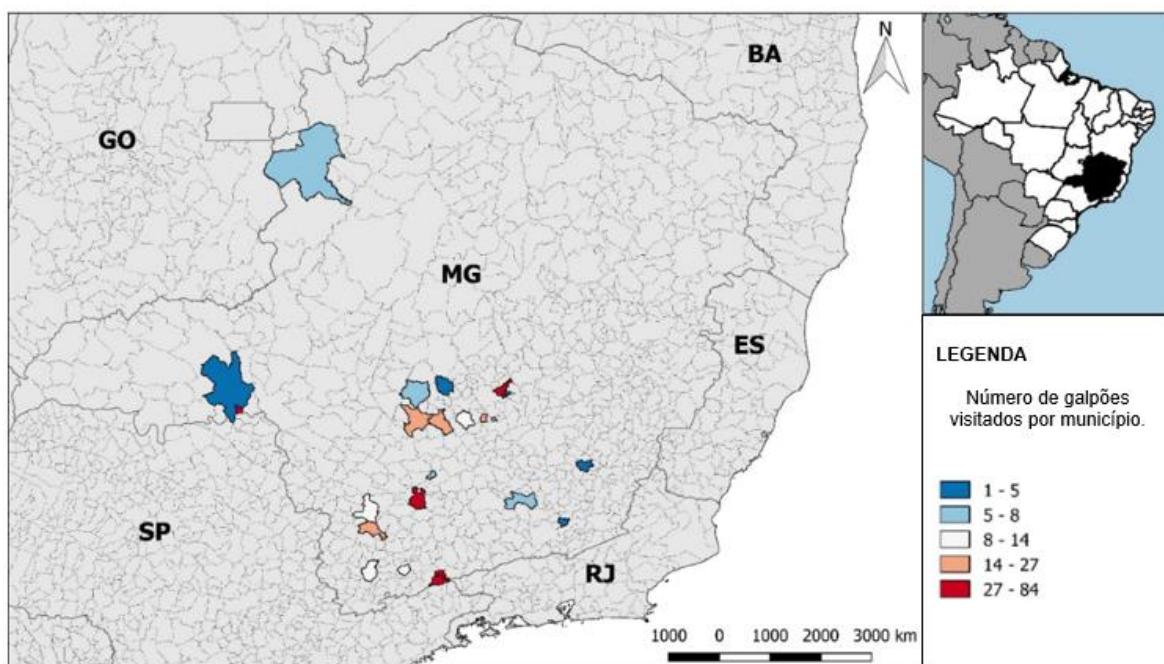 N
BA
GO
MG
ES
SP
RJ
1000 0 1000 2000 3000 km
LEGENDA
Número de galpões
visitados por município.
1 - 5
5 - 8
8 - 14
14 - 27
27 - 84